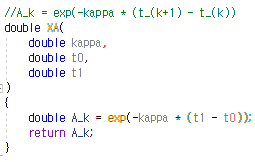 //A_k = exp(-kappa * (t_(k+1) - t_(k))
double XA(
double kappa,
double t0,
double t1
)
{
double A_k = exp(-kappa * (t1 - t0));
return A_k;
}